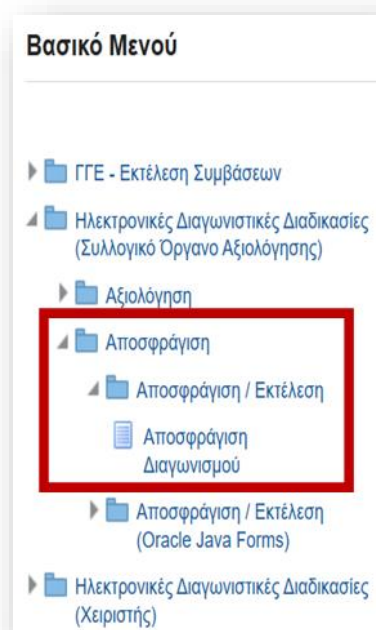 Βασικό Μενού
ΓΓΕ - Εκτέλεση Συμβάσεων
Ηλεκτρονικές Διαγωνιστικές Διαδικασίες
(Συλλογικό Όργανο Αξιολόγησης)
Αξιολόγηση
Αποσφράγιση
Αποσφράγιση / Εκτέλεση
Αποσφράγιση
Διαγωνισμού
Αποσφράγιση / Εκτέλεση
(Oracle Java Forms)
Ηλεκτρονικές Διαγωνιστικές Διαδικασίες
(Χειριστής)